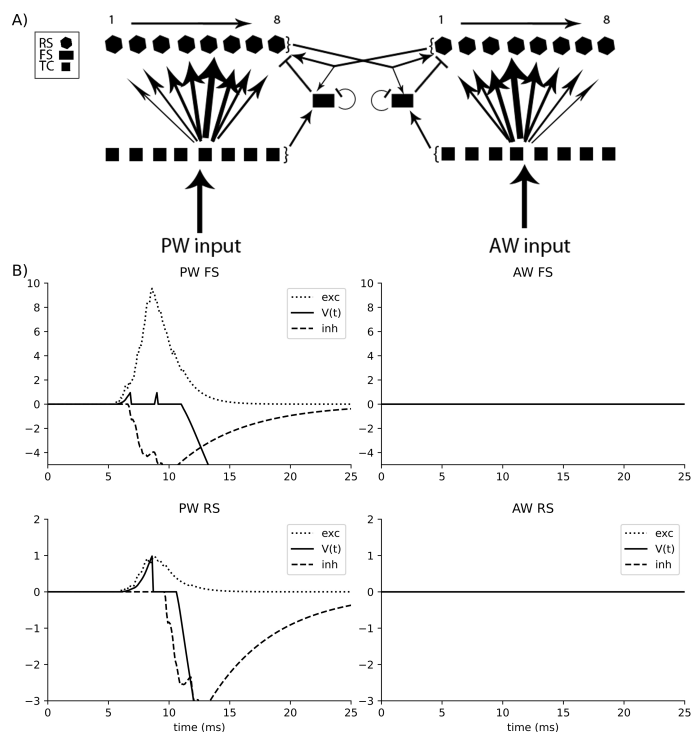 A)
1 8 1 8
RS
FS
TC
PW input AW input
B)
PW FS AW FS
10 10
8 8
6 6
4 4
2 2
0 0
−2 −2
−4 −4
exc
V(t)
inh
0 5 10 15 20 25 0 5 10 15 20 25
PW RS AW RS
2 2
1 1
0 0
−1 −1
−2 −2
−3 −3
exc exc
V(t) V(t)
inh inh
0 5 10 15 20 25 0 5 10 15 20 25
time (ms) time (ms)